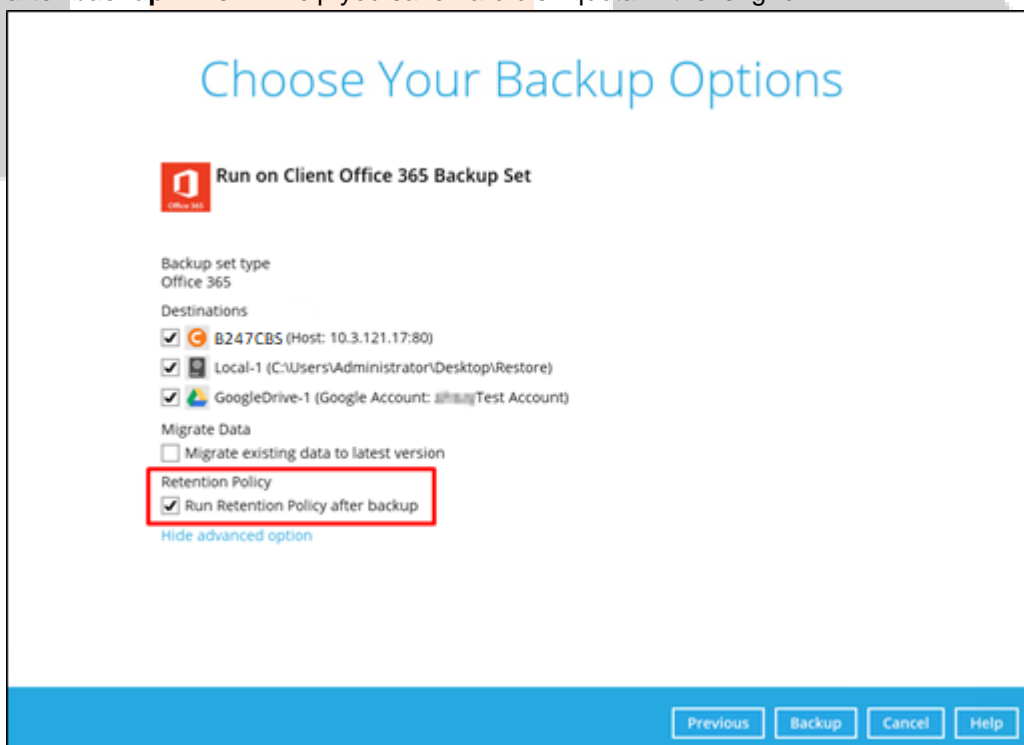 Choose Your Backup Options
Run on Client Office 365 Backup Set
Office 365
Backup set type
Office 365
Destinations
B247CBS (Host: 10.3.121.17:80)
Local-1 (C:\Users\Administrator\Desktop\Restore)
GoogleDrive-1 (Google Account: Test Account)
Migrate Data
Migrate existing data to latest version
Retention Policy
Run Retention Policy after backup
Hide advanced option
Previous Backup Cancel Help